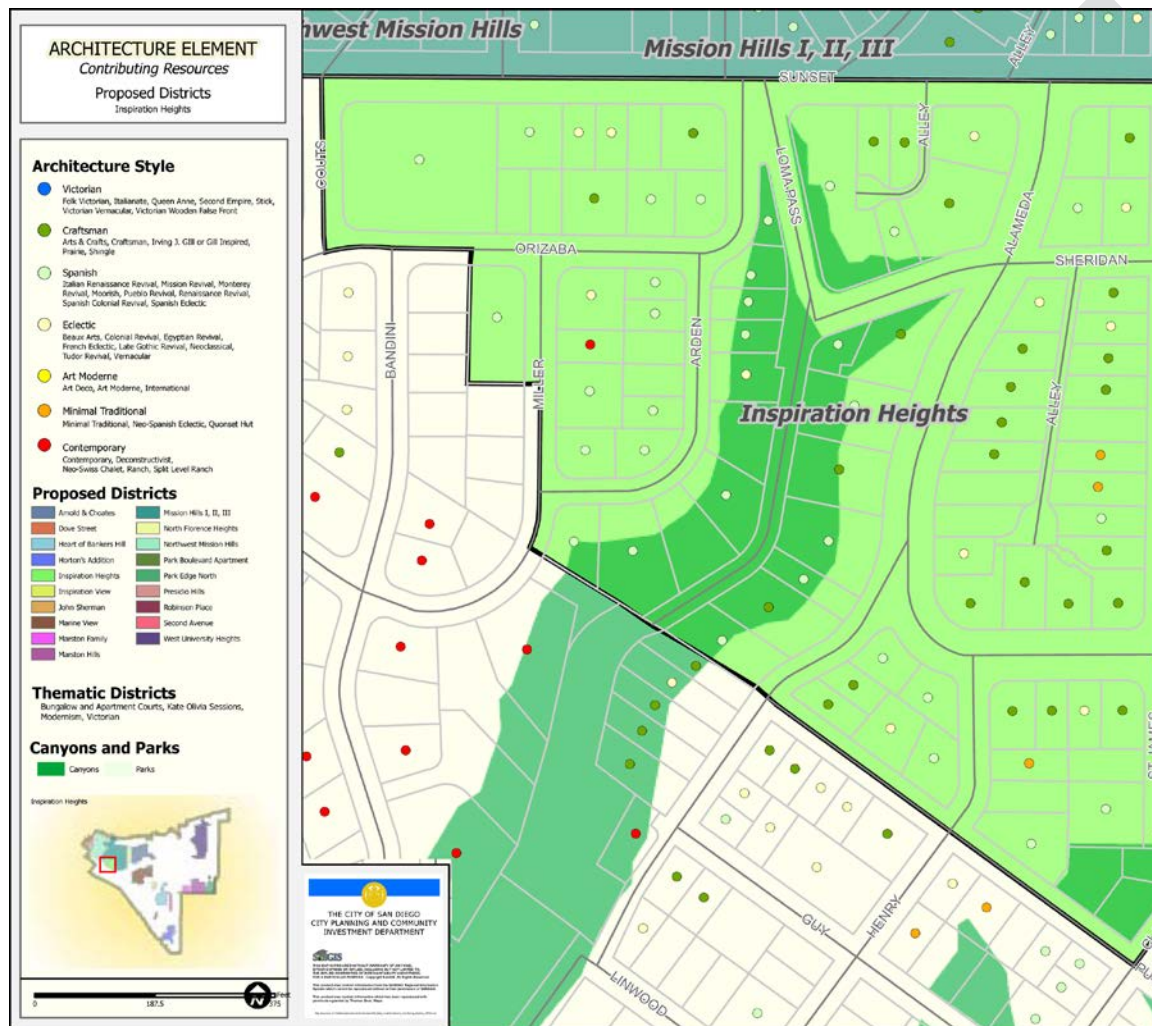 ARCHITECTURE ELEMENT
Contributing Resources
Proposed Districts
Inspiration Heights
Architecture Style
Victorian
Folk Victorian, Italianate, Queen Anne, Second Empire, Stick,
Victorian Vernacular, Victorian Wooden False Front
Craftsman
Arts & Crafts, Craftsman, Irving J. Gill or Gill Inspired,
Prairie, Shingle
Spanish
Italian Renaissance Revival, Mission Revival, Monterey
Revival, Moorish, Pueblo Revival, Renaissance Revival,
Spanish Colonial Revival, Spanish Eclectic
Eclectic
Beaux Arts, Colonial Revival, Egyptian Revival,
French Eclectic, Late Gothic Revival, Neoclassical,
Tudor Revival, Vernacular
Art Moderne
Art Deco, Art Moderne, International
Minimal Traditional
Minimal Traditional, Neo-Spanish Eclectic, Quonset Hut
Contemporary
Contemporary, Deconstructivist,
Neo-Swiss Chalet, Ranch, Split Level Ranch
Proposed Districts
Arnold & Choates
Dove Street
Heart of Bankers Hill
Horton's Addition
Inspiration Heights
Inspiration View
John Sherman
Marine View
Marston Family
Marston Hills
Mission Hills I, II, III
North Florence Heights
Northwest Mission Hills
Park Boulevard Apartment
Park Edge North
Presidio Hills
Robinson Place
Second Avenue
West University Heights
Thematic Districts
Bungalow and Apartment Courts, Kate Olivia Sessions,
Modernism, Victorian
Canyons and Parks
Canyons
Parks
Inspiration Heights
0 187.5 375
N
Feet
hwest Mission Hills
Mission Hills I, II, III
SUNSET
ALLEY
COUTS
LOMA PASS
ALLEY
ALAMEDA
ORIZABA
SHERIDAN
BANDINI
MILLER
ARDEN
ALLEY
Inspiration Heights
ST JAMES
HENRY
GUY
LINWOOD
THE CITY OF SAN DIEGO
CITY PLANNING AND COMMUNITY
INVESTMENT DEPARTMENT
SanGIS